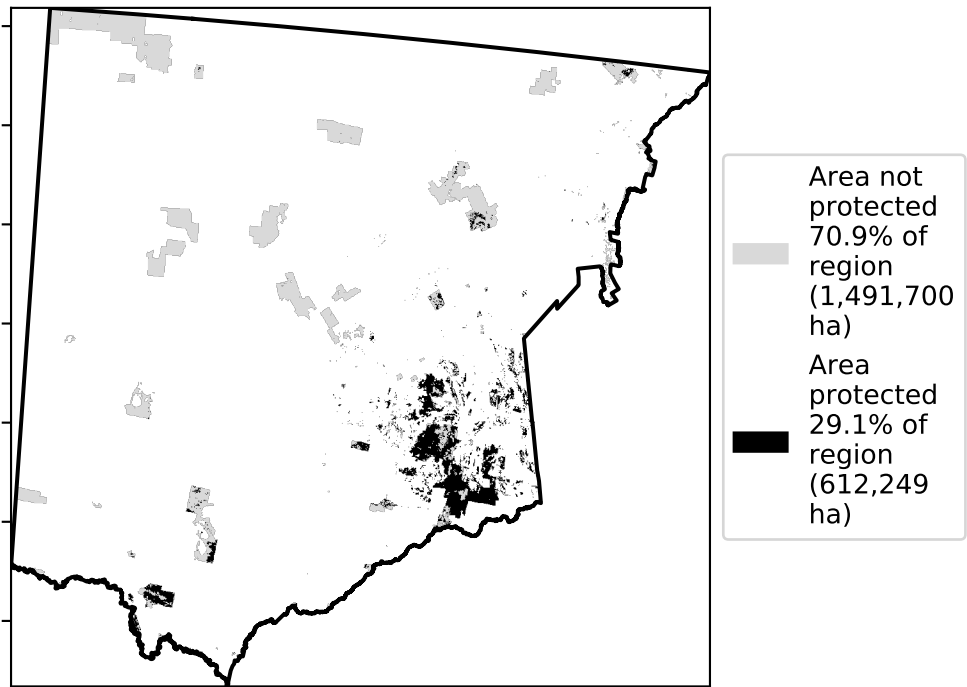 Area not
protected
70.9% of
region
(1,491,700
ha)
Area
protected
29.1% of
region
(612,249
ha)